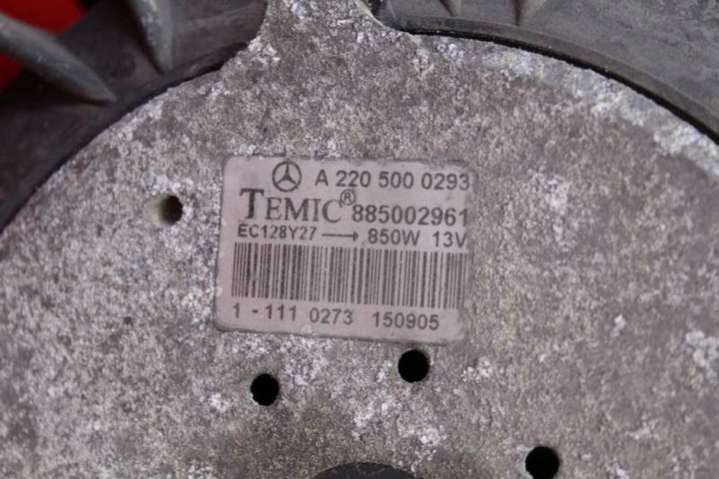 A 220 500 0293
TEMIC® 885002961
EC128Y27 → 850W 13V
1 - 111 0273 150905